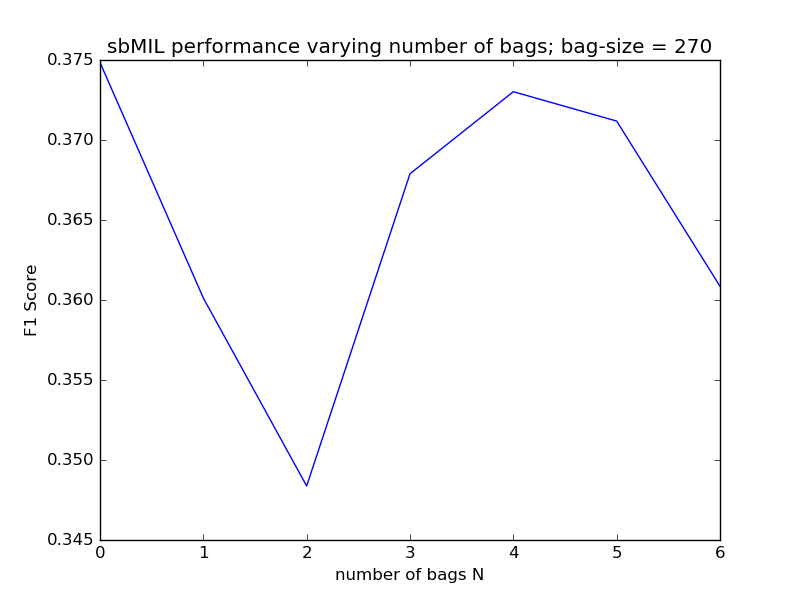 sbMIL performance varying number of bags; bag-size = 270
0.375
0.370
0.365
0.360
0.355
0.350
0.345
F1 Score
0 1 2 3 4 5 6
number of bags N